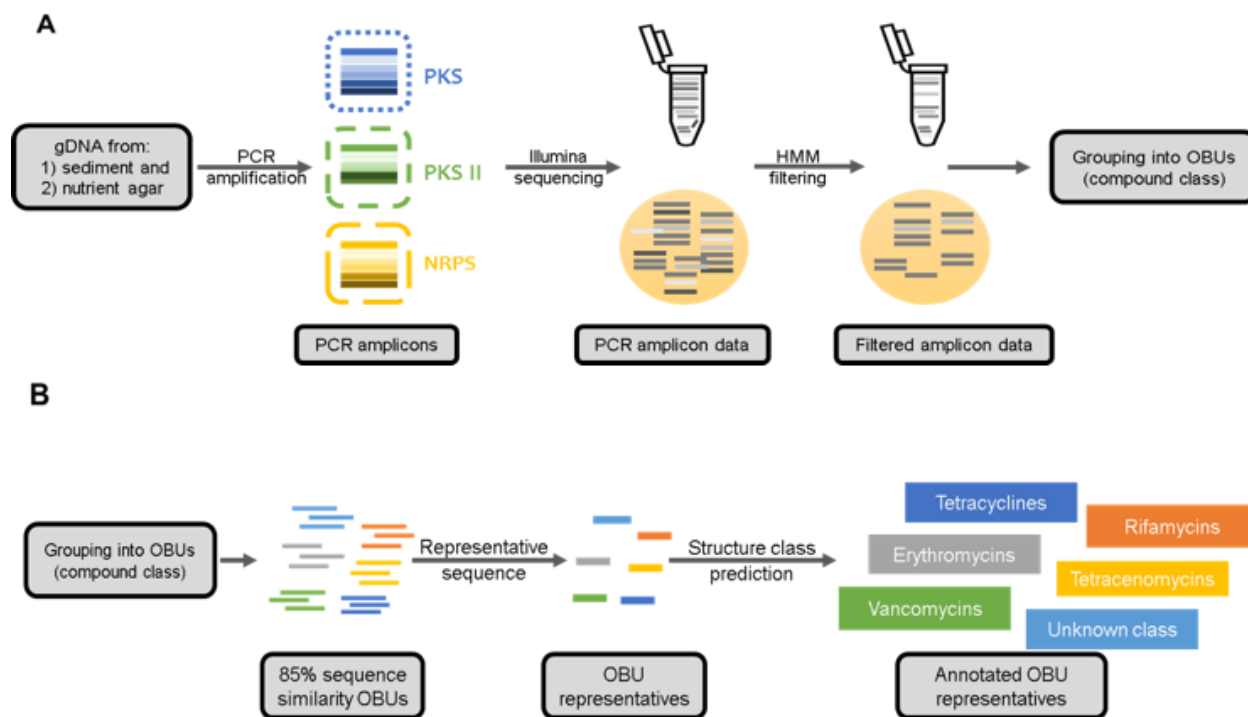 A
gDNA from:
1) sediment and
2) nutrient agar
PCR
amplification
PKS
PKS II
NRPS
PCR amplicons
Illumina
sequencing
PCR amplicon data
HMM
filtering
Filtered amplicon data
Grouping into OBUs
(compound class)
B
Grouping into OBUs
(compound class)
85% sequence
similarity OBUs
Representative
sequence
OBU
representatives
Structure class
prediction
Tetracyclines
Rifamycins
Erythromycins
Tetracenomycins
Vancomycins
Unknown class
Annotated OBU
representatives